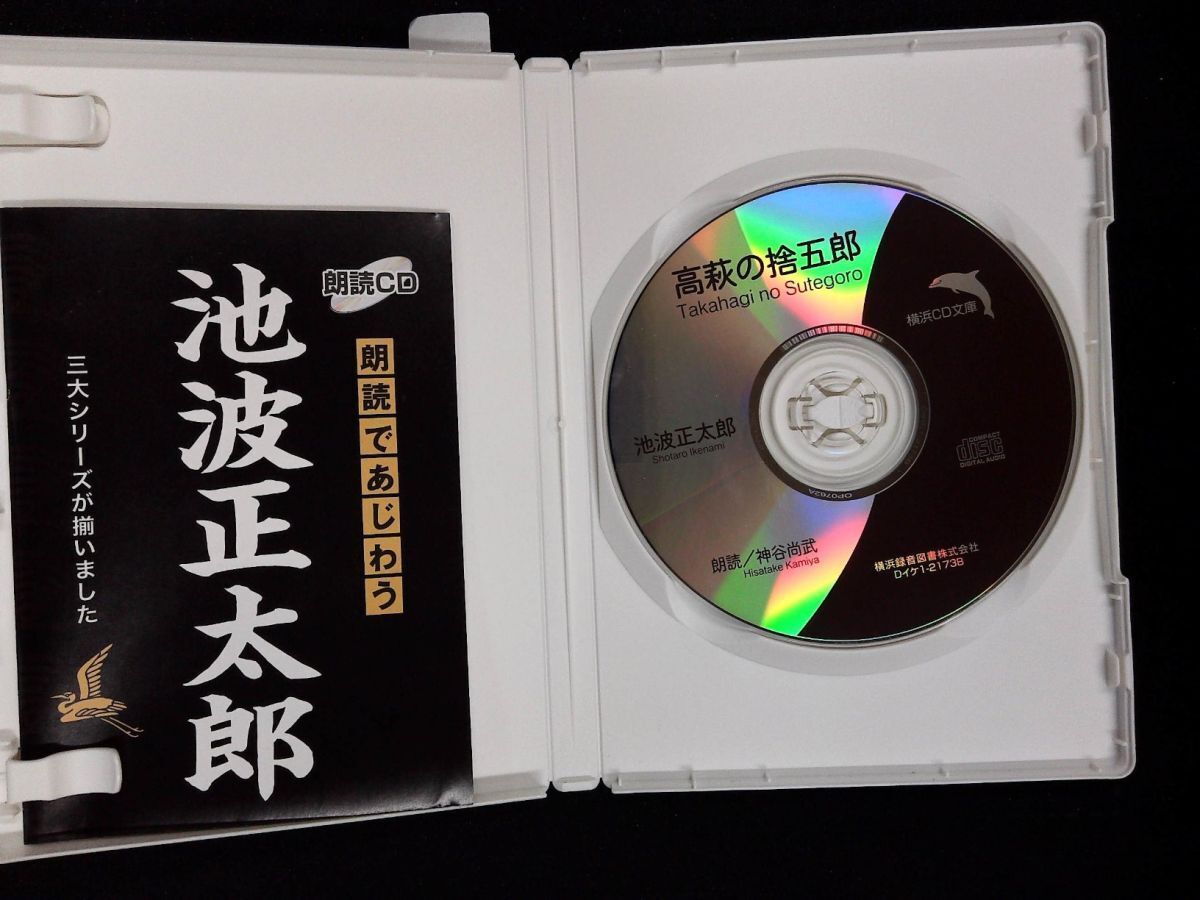 朗読CD
朗読であじわう
池波正太郎
三大シリーズが揃いました
高萩の捨五郎
Takahagi no Sutegoro
横浜CD文庫
池波正太郎
Shotaro Ikenami
COMPACT
disc
DIGITAL AUDIO
OP0762A
朗読/神谷尚武
Hisatake Kamiya
横浜録音図書株式会社
Dイケ1-2173B